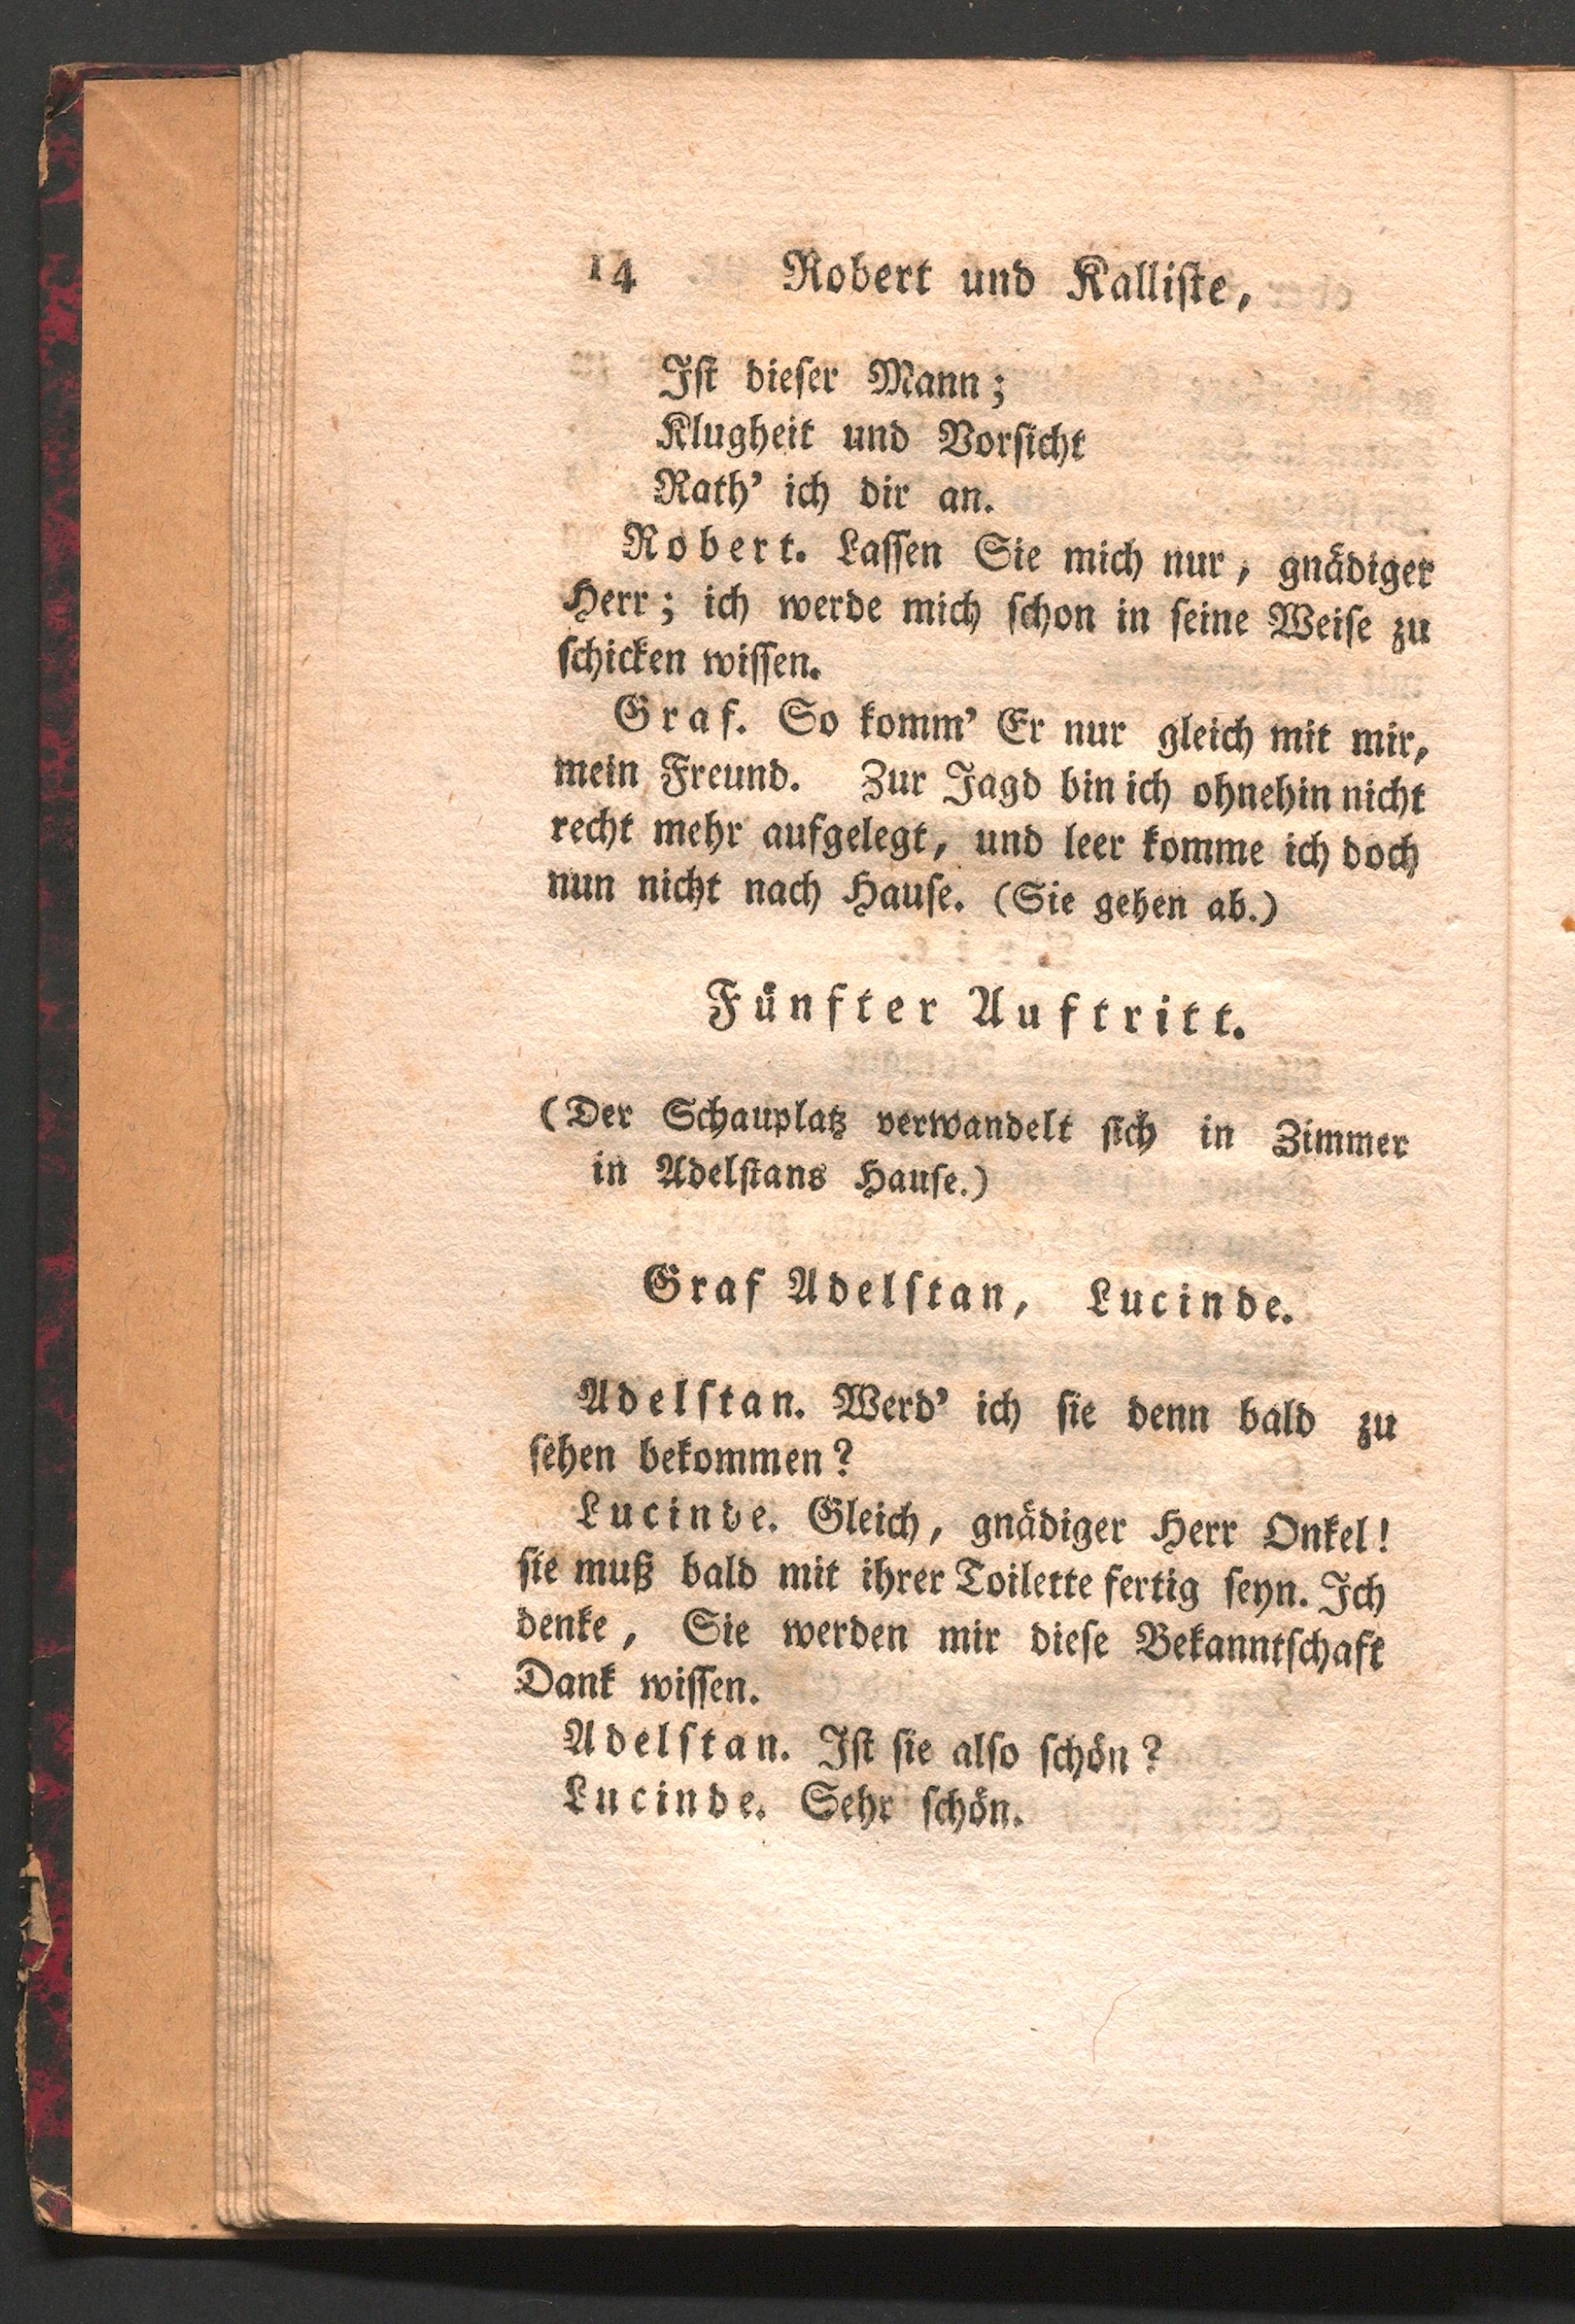 14 Robert und Kalliſte,
Iſt dieſer Mann;
Klugheit und Vorſicht
Rath' ich dir an.
Robert. Laſſen Sie mich nur, gnädiger
Herr; ich werde mich ſchon in ſeine Weiſe zu
ſchicken wiſſen.
Graf. So komm' Er nur gleich mit mir,
mein Freund. Zur Jagd bin ich ohnehin nicht
recht mehr aufgelegt, und leer komme ich doch
nun nicht nach Hauſe. (Sie gehen ab.)
Fünfter Auftritt.
(Der Schauplatz verwandelt ſich in Zimmer
in Adelſtans Hauſe.)
Graf Adelſtan, Lucinde.
Adelſtan. Werd' ich ſie denn bald zu
ſehen bekommen?
Lucinde. Gleich, gnädiger Herr Onkel!
ſie muß bald mit ihrer Toilette fertig ſeyn. Ich
denke, Sie werden mir dieſe Bekanntſchaft
Dank wiſſen.
Adelſtan. Iſt ſie alſo ſchön?
Lucinde. Sehr ſchön.